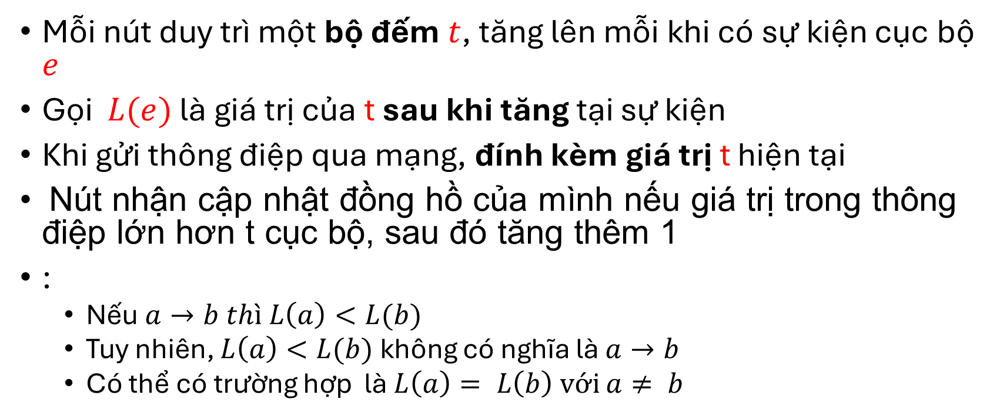 • Mỗi nút duy trì một bộ đếm t, tăng lên mỗi khi có sự kiện cục bộ
e
• Gọi L(e) là giá trị của t sau khi tăng tại sự kiện
• Khi gửi thông điệp qua mạng, đính kèm giá trị t hiện tại
• Nút nhận cập nhật đồng hồ của mình nếu giá trị trong thông
điệp lớn hơn t cục bộ, sau đó tăng thêm 1
• :
• Nếu a → b thì L(a) < L(b)
• Tuy nhiên, L(a) < L(b) không có nghĩa là a → b
• Có thể có trường hợp là L(a) = L(b) với a ≠ b